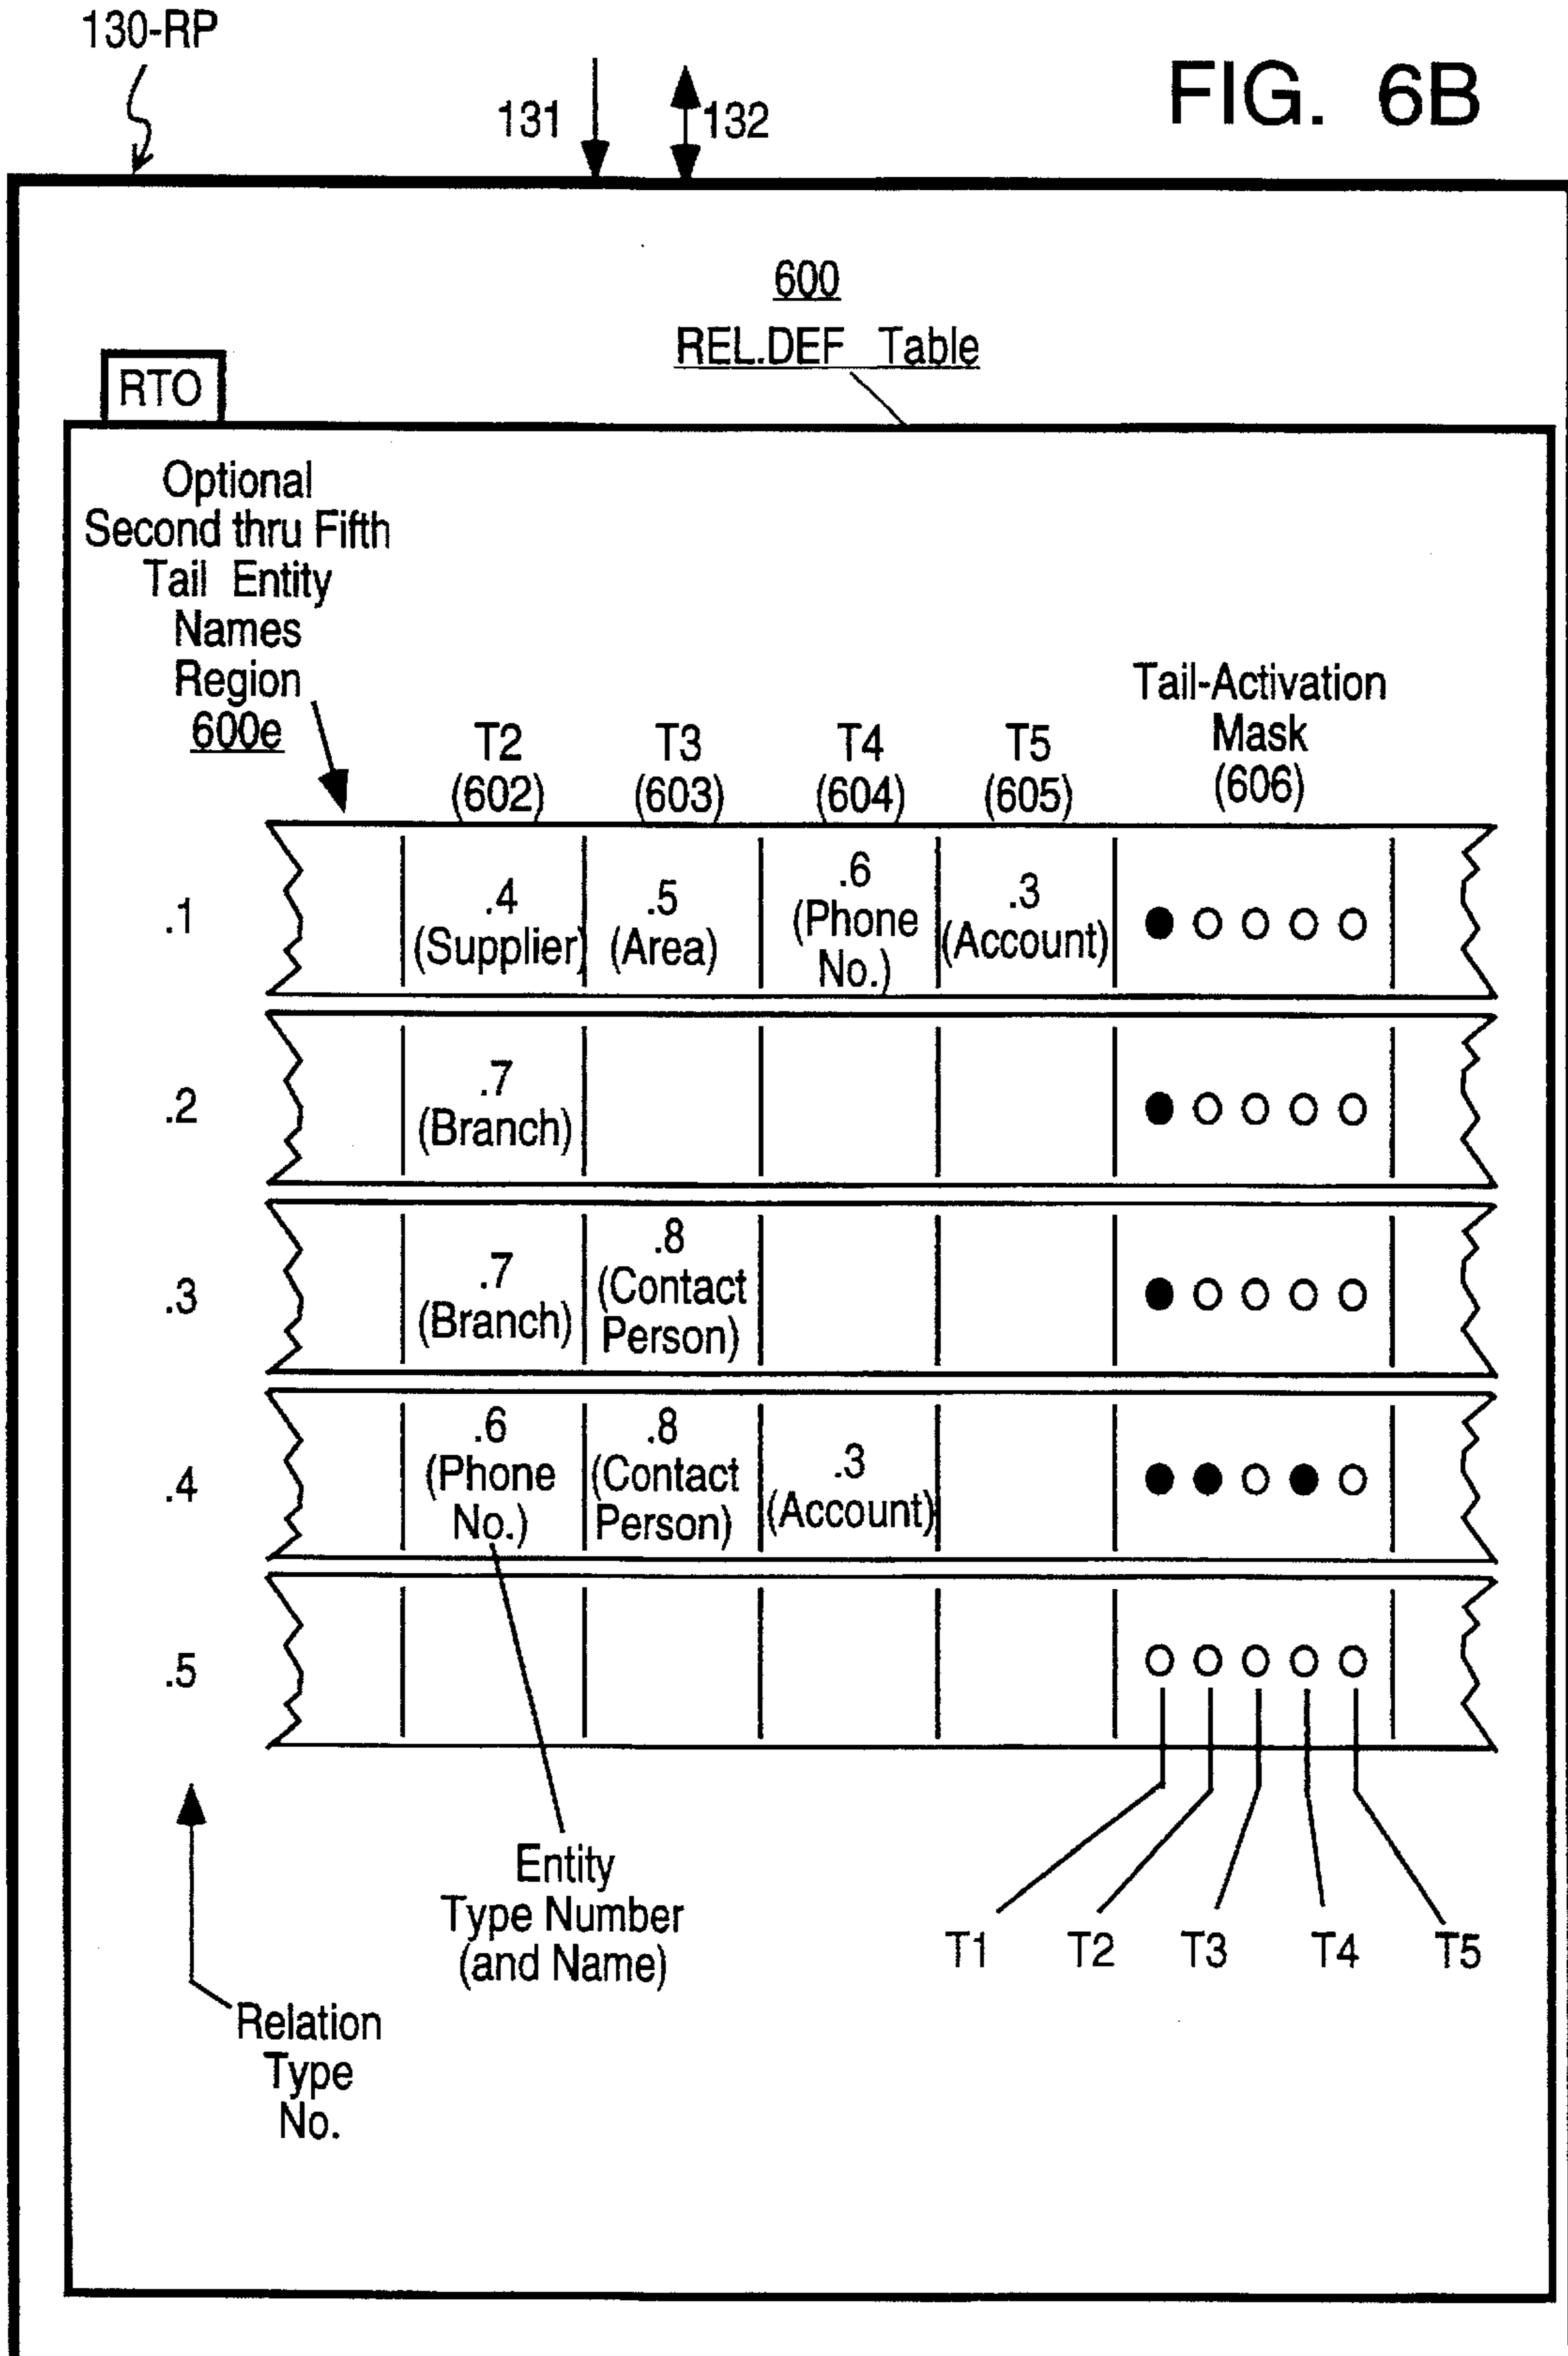 130-RP
131
132
FIG. 6B
600
REL.DEF Table
RTO
Optional
Second thru Fifth
Tail Entity
Names
Region
600e
T2
(602)
T3
(603)
T4
(604)
T5
(605)
Tail-Activation
Mask
(606)
.1
.4
(Supplier)
.5
(Area)
.6
(Phone
No.)
.3
(Account)
.2
.7
(Branch)
.3
.7
(Branch)
.8
(Contact
Person)
.4
.6
(Phone
No.)
.8
(Contact
Person)
.3
(Account)
.5
Entity
Type Number
(and Name)
T1
T2
T3
T4
T5
Relation
Type
No.